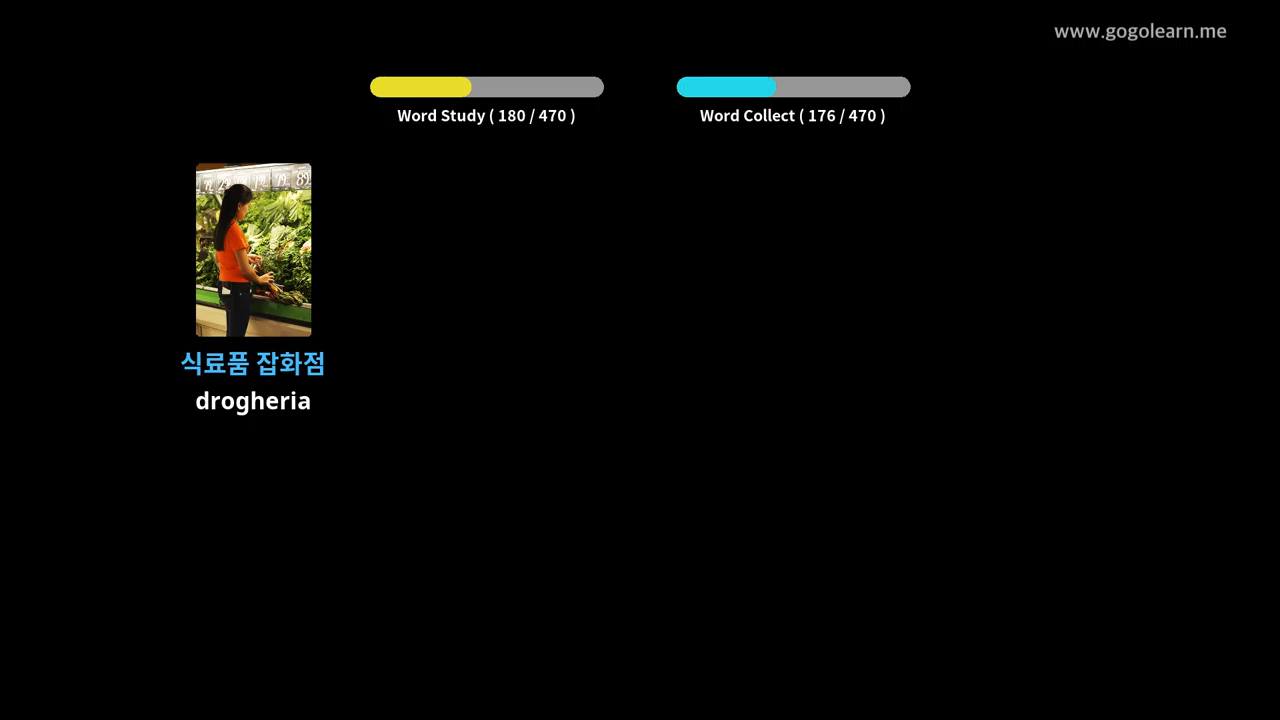 www.gogolearn.me
Word Study ( 180 / 470 )
Word Collect ( 176 / 470 )
식료품 잡화점
drogheria